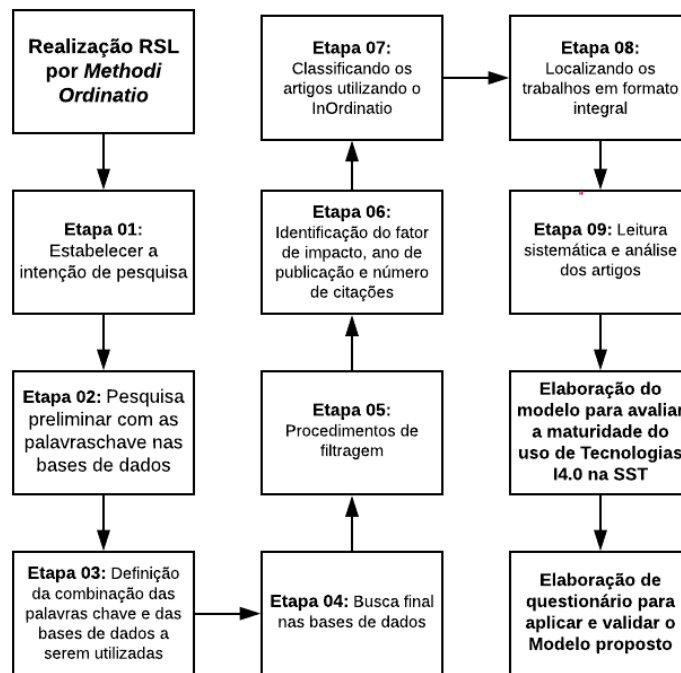 Realização RSL
por Methodi
Ordinatio
Etapa 01:
Estabelecer a
intenção de pesquisa
Etapa 02: Pesquisa
preliminar com as
palavraschave nas
bases de dados
Etapa 03: Definição
da combinação das
palavras chave e das
bases de dados a
serem utilizadas
Etapa 04: Busca final
nas bases de dados
Etapa 05:
Procedimentos de
filtragem
Etapa 06:
Identificação do fator
de impacto, ano de
publicação e número
de citações
Etapa 07:
Classificando os
artigos utilizando o
InOrdinatio
Etapa 08:
Localizando os
trabalhos em formato
integral
Etapa 09: Leitura
sistemática e análise
dos artigos
Elaboração do
modelo para avaliar
a maturidade do
uso de Tecnologias
I4.0 na SST
Elaboração de
questionário para
aplicar e validar o
Modelo proposto